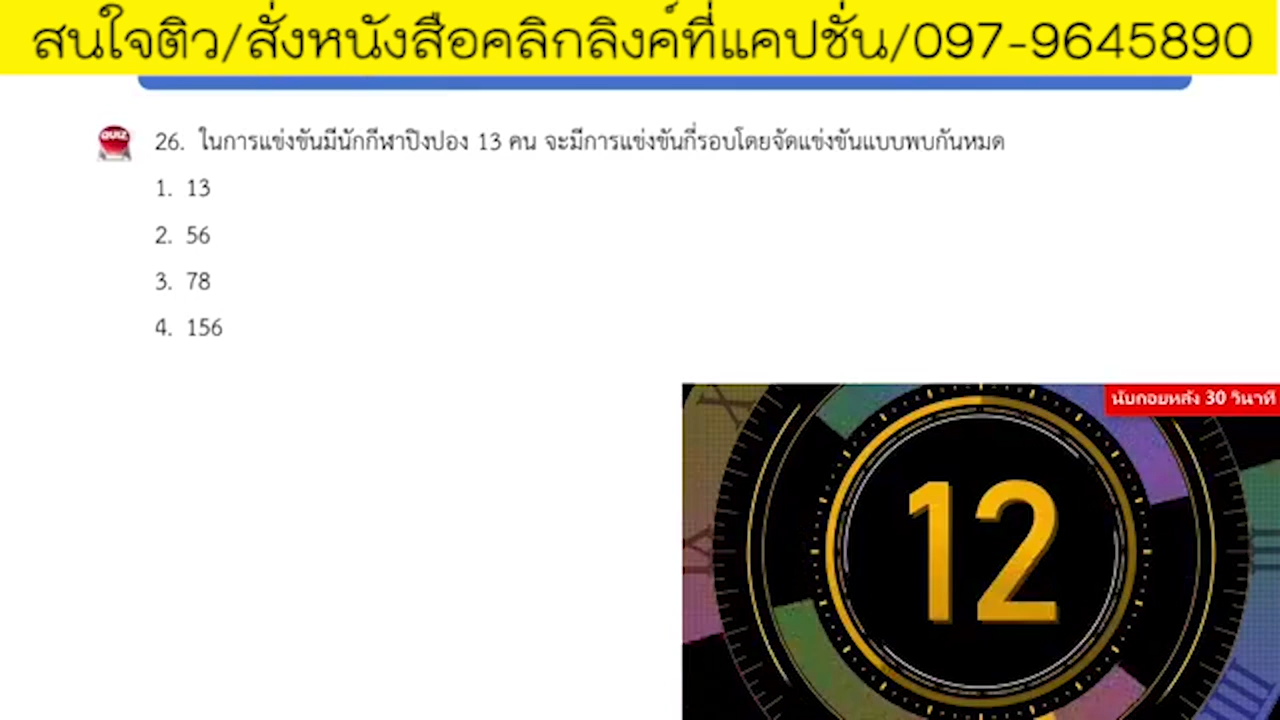 สนใจติว/สั่งหนังสือคลิกลิงค์ที่แคปชั่น/097-9645890
QUIZ
26. ในการแข่งขันมีนักกีฬาปิงปอง 13 คน จะมีการแข่งขันกี่รอบโดยจัดแข่งขันแบบพบกันหมด
1. 13
2. 56
3. 78
4. 156
นับถอยหลัง 30 วินาที
12